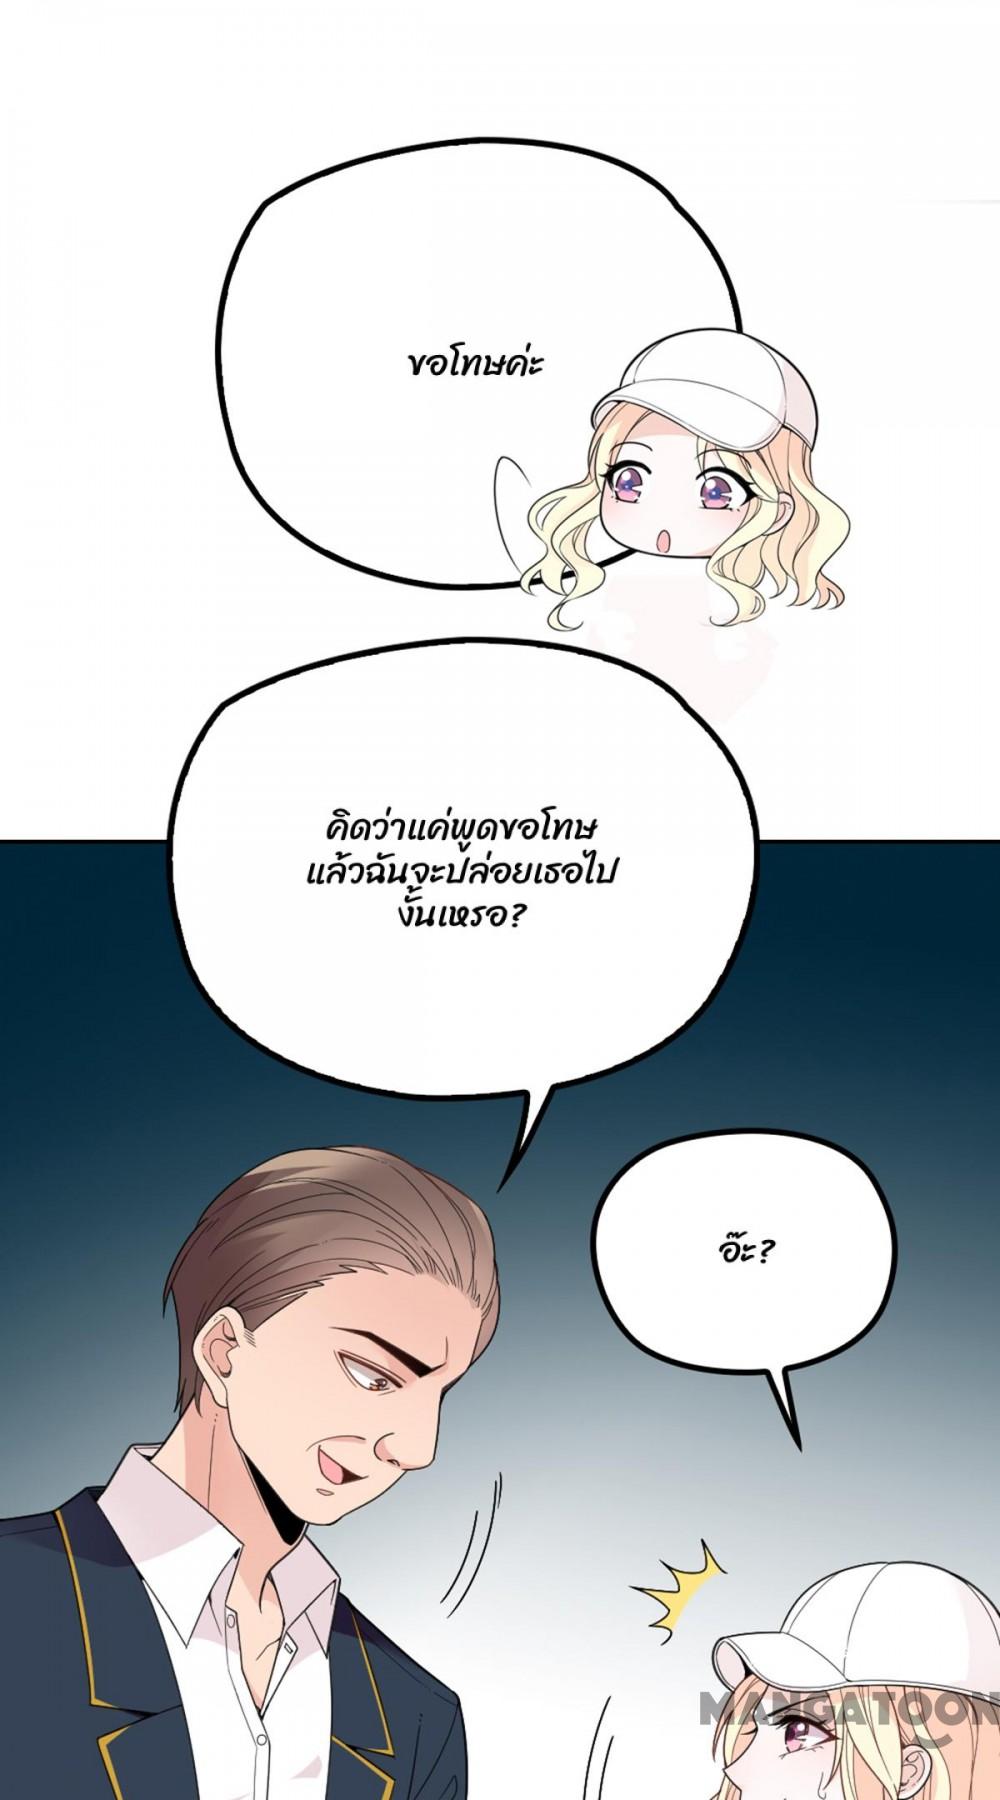 ขอโทษค่ะ
คิดว่าแค่พูดขอโทษ
แล้วฉันจะปล่อยเธอไป
งั้นเหรอ?
อ๊ะ?
MANGATOON